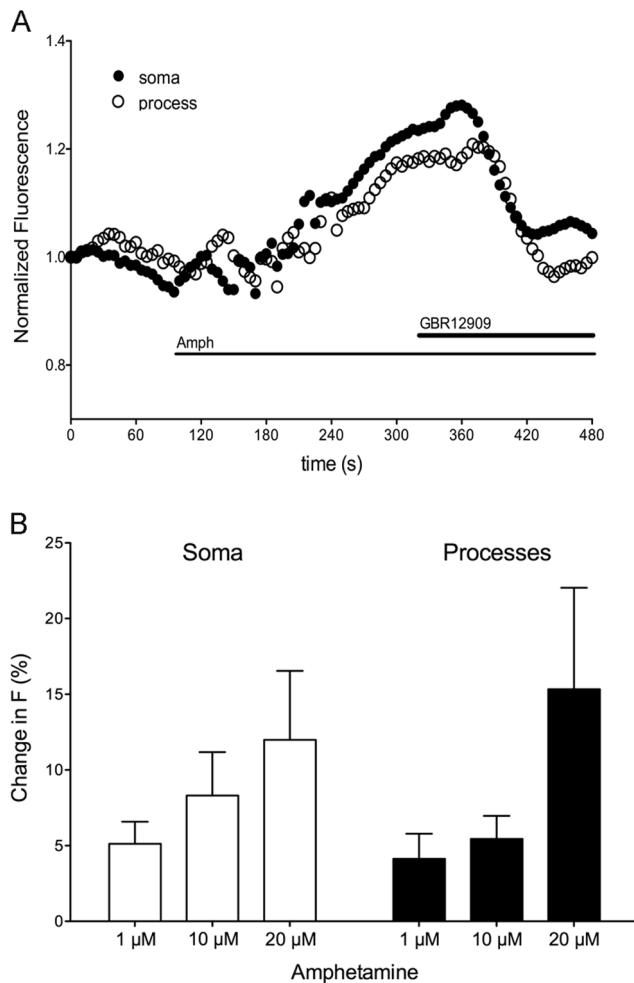 A
1.4
soma
process
1.2
Normalized Fluorescence
1.0
GBR12909
Amph
0.8
0 60 120 180 240 300 360 420 480
time (s)
B
25
Soma Processes
20
15
Change in F (%)
10
5
0
1 µM 10 µM 20 µM 1 µM 10 µM 20 µM
Amphetamine